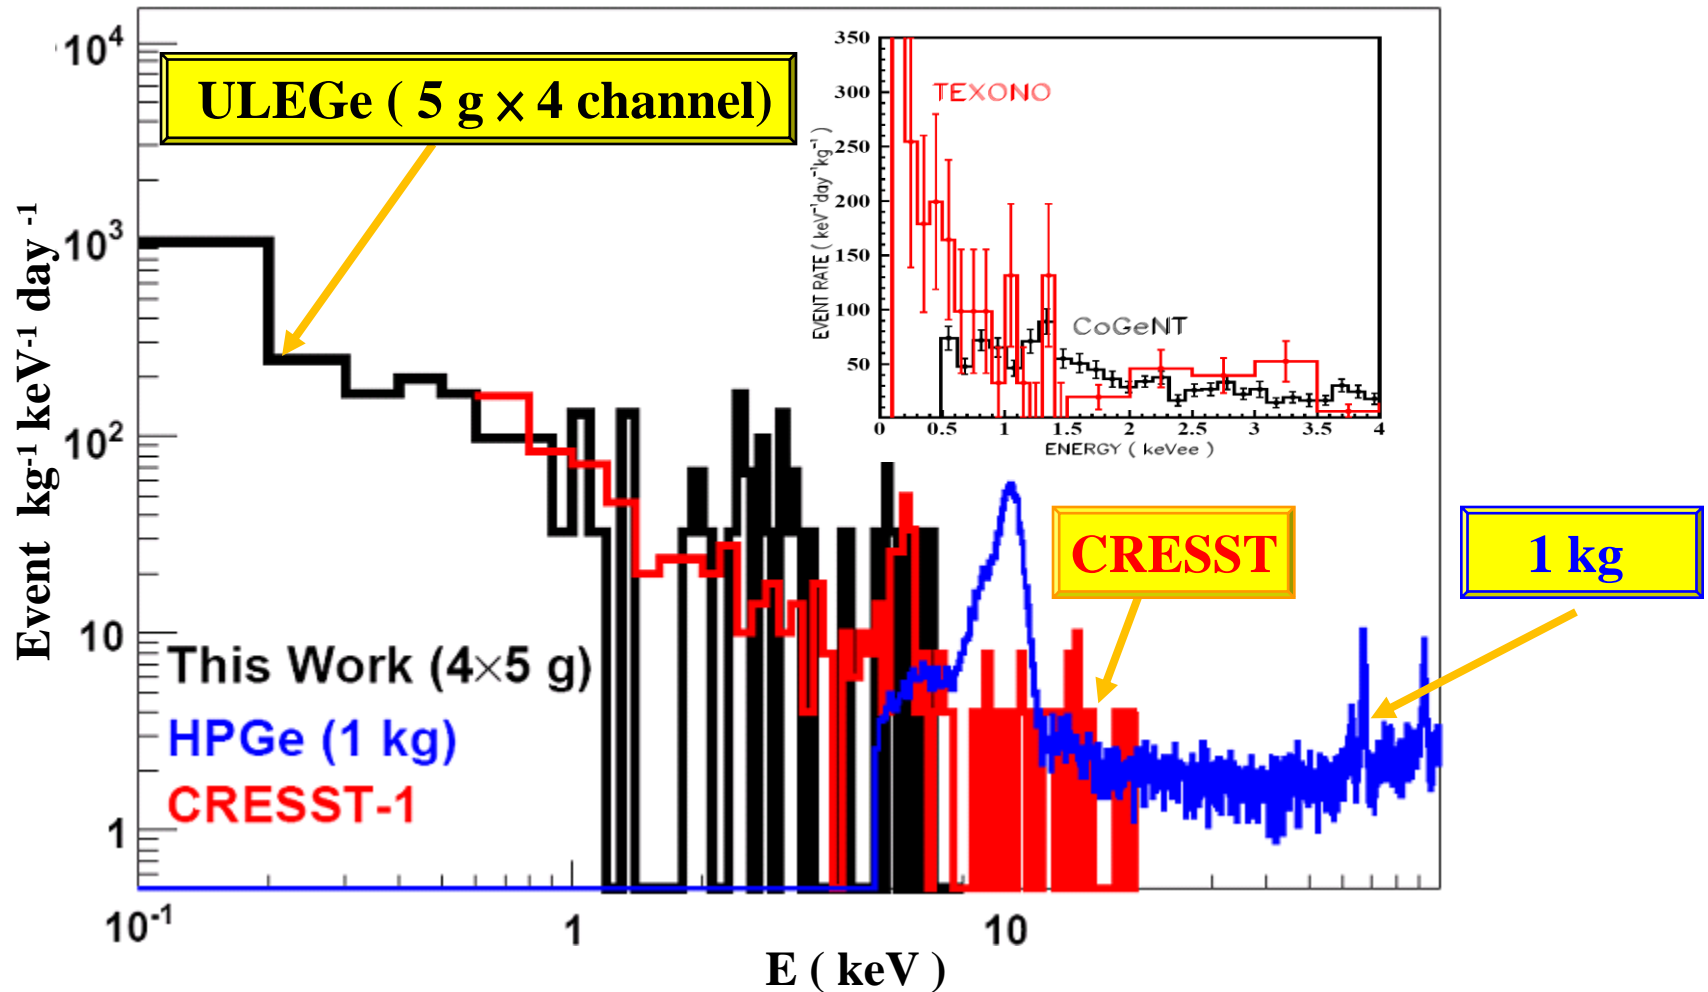 10⁴
10³
10²
10
1
Event kg⁻¹ keV⁻¹ day ⁻¹
ULEGe ( 5 g × 4 channel)
350
300
250
200
150
100
50
EVENT RATE ( keV⁻¹day⁻¹kg⁻¹)
TEXONO
CoGeNT
0 0.5 1 1.5 2 2.5 3 3.5 4
ENERGY ( keVee )
CRESST
1 kg
This Work (4×5 g)
HPGe (1 kg)
CRESST-1
10⁻¹ 1 10
E ( keV )